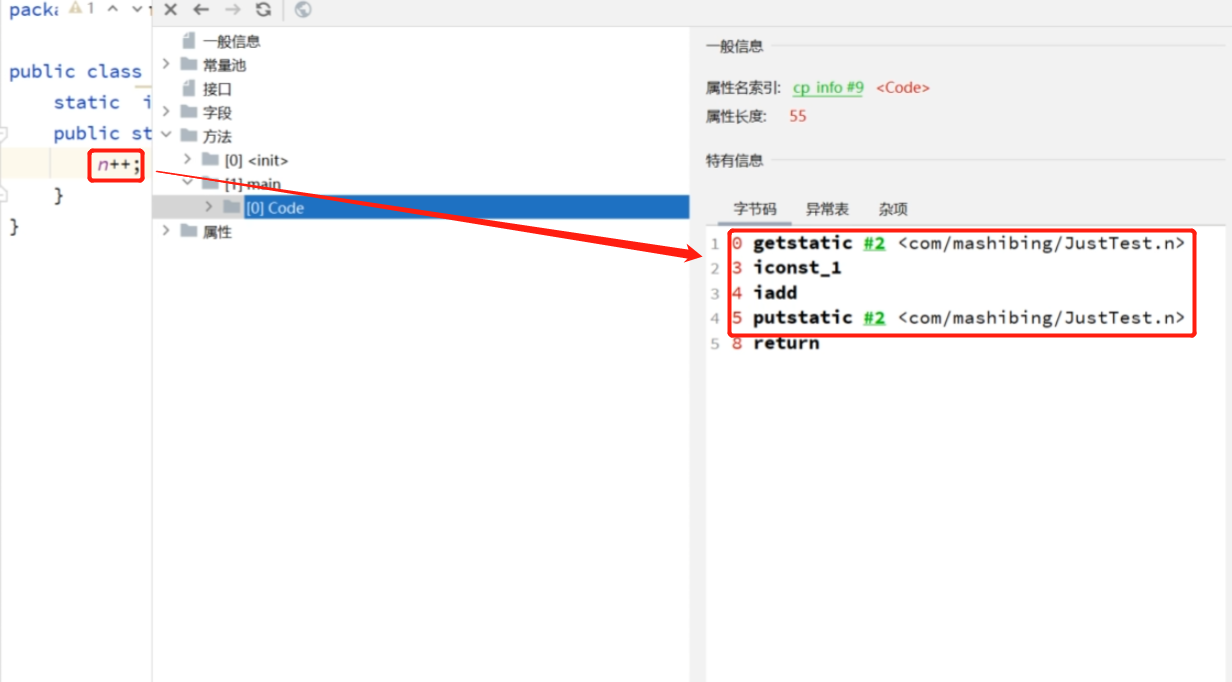 packa
1
public class
static i
public st
n++;
}
}
一般信息
常量池
接口
字段
方法
[0] <init>
[1] main
[0] Code
属性
一般信息
属性名索引: cp info #9 <Code>
属性长度: 55
特有信息
字节码 异常表 杂项
1 0 getstatic #2 <com/mashibing/JustTest.n>
2 3 iconst_1
3 4 iadd
4 5 putstatic #2 <com/mashibing/JustTest.n>
5 8 return